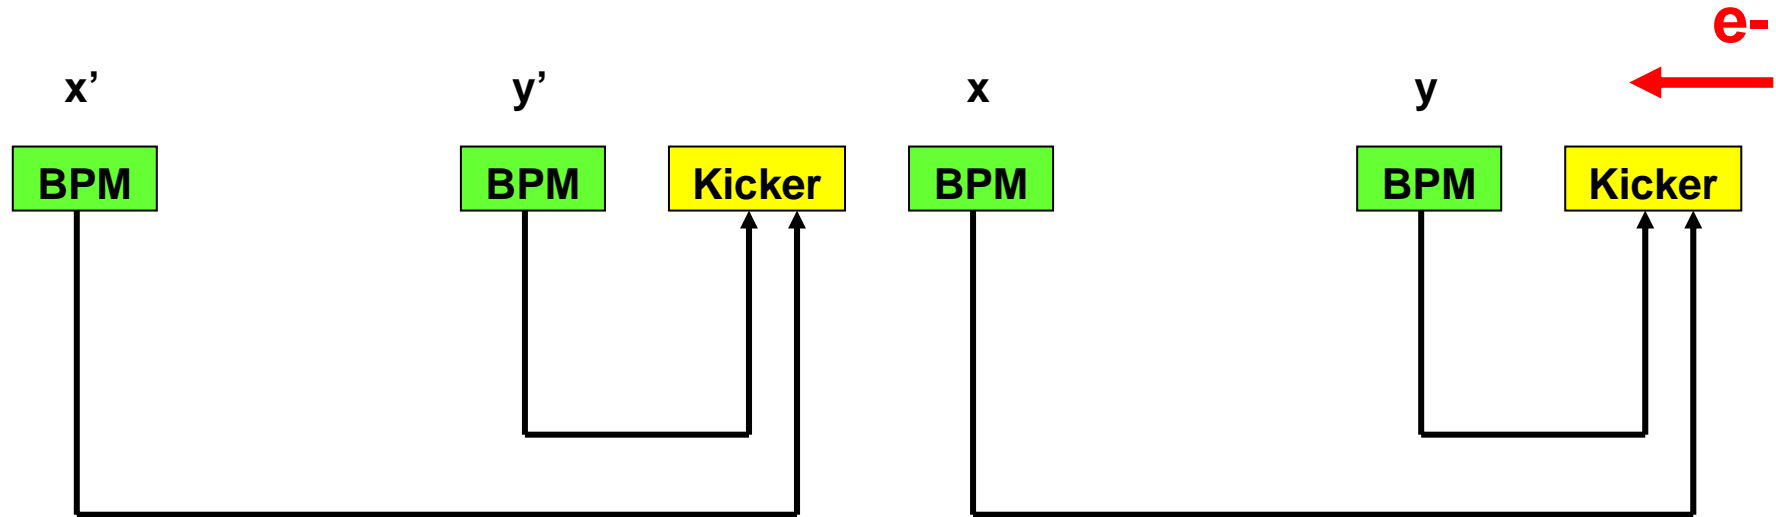 e-
x’ y’ x y
BPM BPM Kicker BPM BPM Kicker